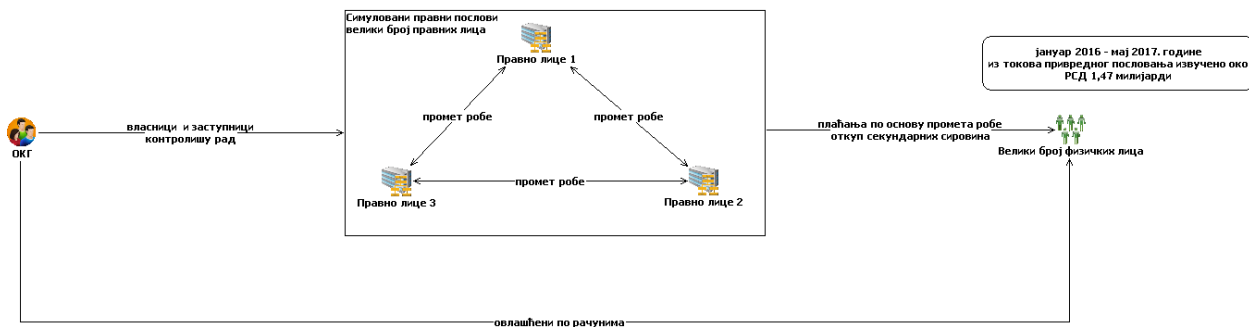 Симуловани правни послови
велики број правних лица
Правно лице 1
јануар 2016 - мај 2017. године
из токова привредног пословања извучено око
РСД 1,47 милијарди
промет робе
промет робе
власници и заступници
контролишу рад
плаћања по основу промета робе
откуп секундарних сировина
ОКГ
Велики број физичких лица
промет робе
Правно лице 3
Правно лице 2
овлашћени по рачунима